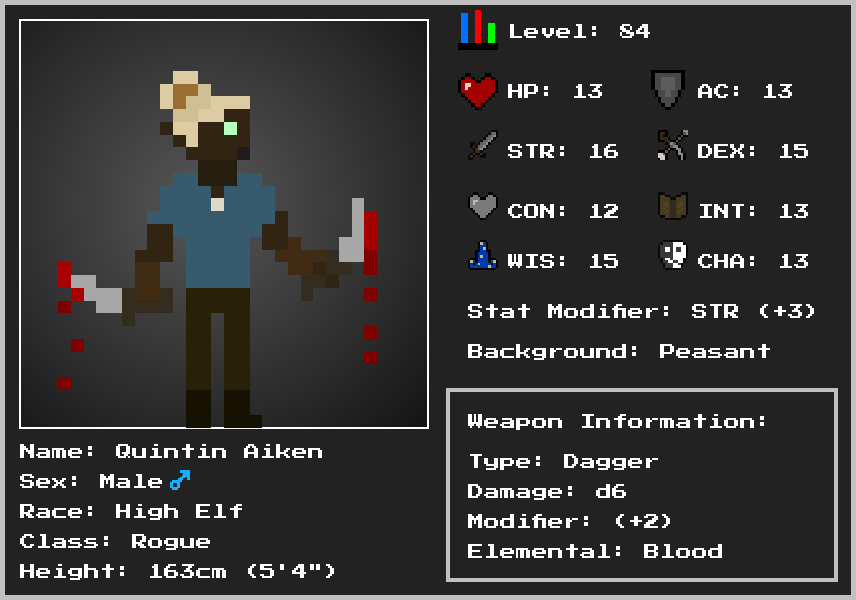 Level: 84
HP: 13
AC: 13
STR: 16
DEX: 15
CON: 12
INT: 13
WIS: 15
CHA: 13
Stat Modifier: STR (+3)
Background: Peasant
Weapon Information:
Type: Dagger
Damage: d6
Modifier: (+2)
Elemental: Blood
Name: Quintin Aiken
Sex: Male♂
Race: High Elf
Class: Rogue
Height: 163cm (5'4")